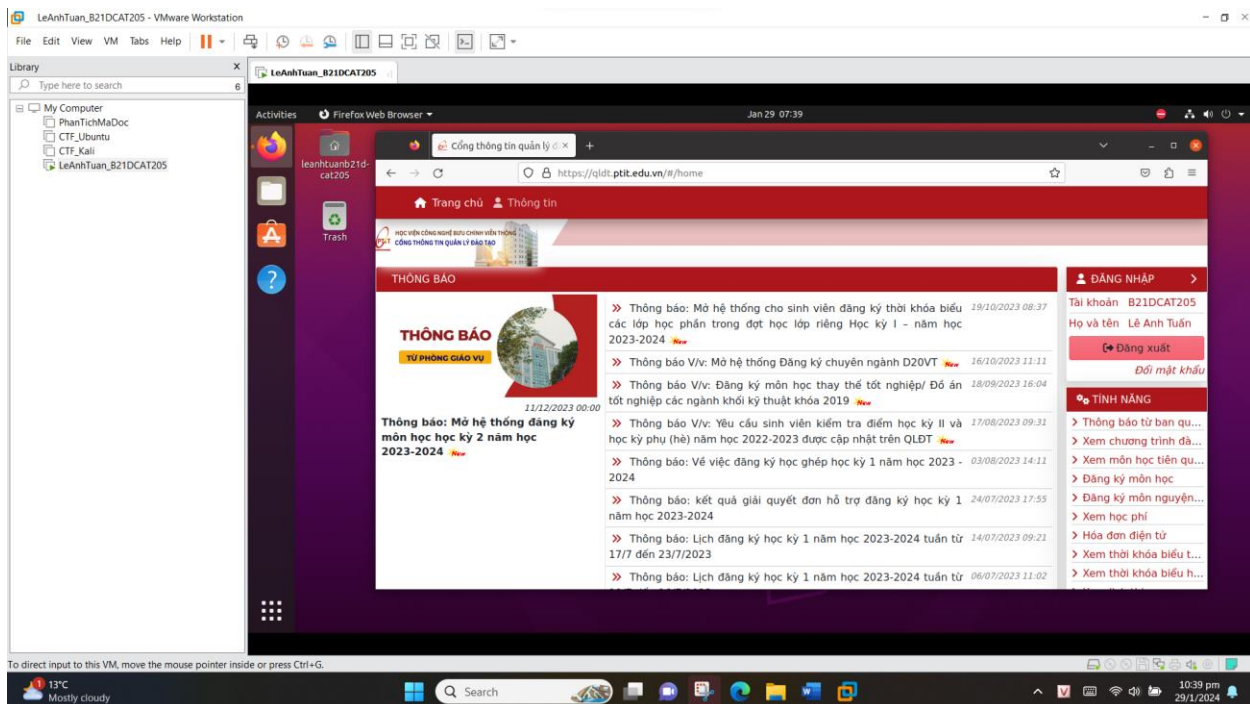 LeAnhTuan_B21DCAT205 - VMware Workstation
File Edit View VM Tabs Help
Library X
Type here to search 6
My Computer
PhanTichMaDoc
CTF_Ubuntu
CTF_Kali
LeAnhTuan_B21DCAT205
LeAnhTuan_B21DCAT205
Activities Firefox Web Browser Jan 29 07:39
leanhtuanb21d-
cat205
Trash
Cổng thông tin quản lý
https://qldt.ptit.edu.vn/#/home
Trang chủ Thông tin
HỌC VIỆN CÔNG NGHỆ BƯU CHÍNH VIỄN THÔNG
CỔNG THÔNG TIN QUẢN LÝ ĐÀO TẠO
THÔNG BÁO
THÔNG BÁO
TỪ PHÒNG GIÁO VỤ
11/12/2023 00:00
Thông báo: Mở hệ thống đăng ký
môn học học kỳ 2 năm học
2023-2024 New
Thông báo: Mở hệ thống cho sinh viên đăng ký thời khóa biểu 19/10/2023 08:37
các lớp học phần trong đợt học lớp riêng Học kỳ I – năm học
2023-2024 New
Thông báo V/v: Mở hệ thống Đăng ký chuyên ngành D20VT New 16/10/2023 11:11
Thông báo V/v: Đăng ký môn học thay thế tốt nghiệp/ Đồ án 18/09/2023 16:04
tốt nghiệp các ngành khối kỹ thuật khóa 2019 New
Thông báo V/v: Yêu cầu sinh viên kiểm tra điểm học kỳ II và 17/08/2023 09:31
học kỳ phụ (hè) năm học 2022-2023 được cập nhật trên QLĐT New
Thông báo: Về việc đăng ký học ghép học kỳ 1 năm học 2023 - 03/08/2023 14:11
2024
Thông báo: kết quả giải quyết đơn hỗ trợ đăng ký học kỳ 1 24/07/2023 17:55
năm học 2023-2024
Thông báo: Lịch đăng ký học kỳ 1 năm học 2023-2024 tuần từ 14/07/2023 09:21
17/7 đến 23/7/2023
Thông báo: Lịch đăng ký học kỳ 1 năm học 2023-2024 tuần từ 06/07/2023 11:02
ĐĂNG NHẬP
Tài khoản B21DCAT205
Họ và tên Lê Anh Tuấn
Đăng xuất
Đổi mật khẩu
TÍNH NĂNG
Thông báo từ ban qu...
Xem chương trình đà...
Xem môn học tiên qu...
Đăng ký môn học
Đăng ký môn nguyện...
Xem học phí
Hóa đơn điện tử
Xem thời khóa biểu t...
Xem thời khóa biểu h...
To direct input to this VM, move the mouse pointer inside or press Ctrl+G.
1
13°C
Mostly cloudy
Search
V
10:39 pm
29/1/2024